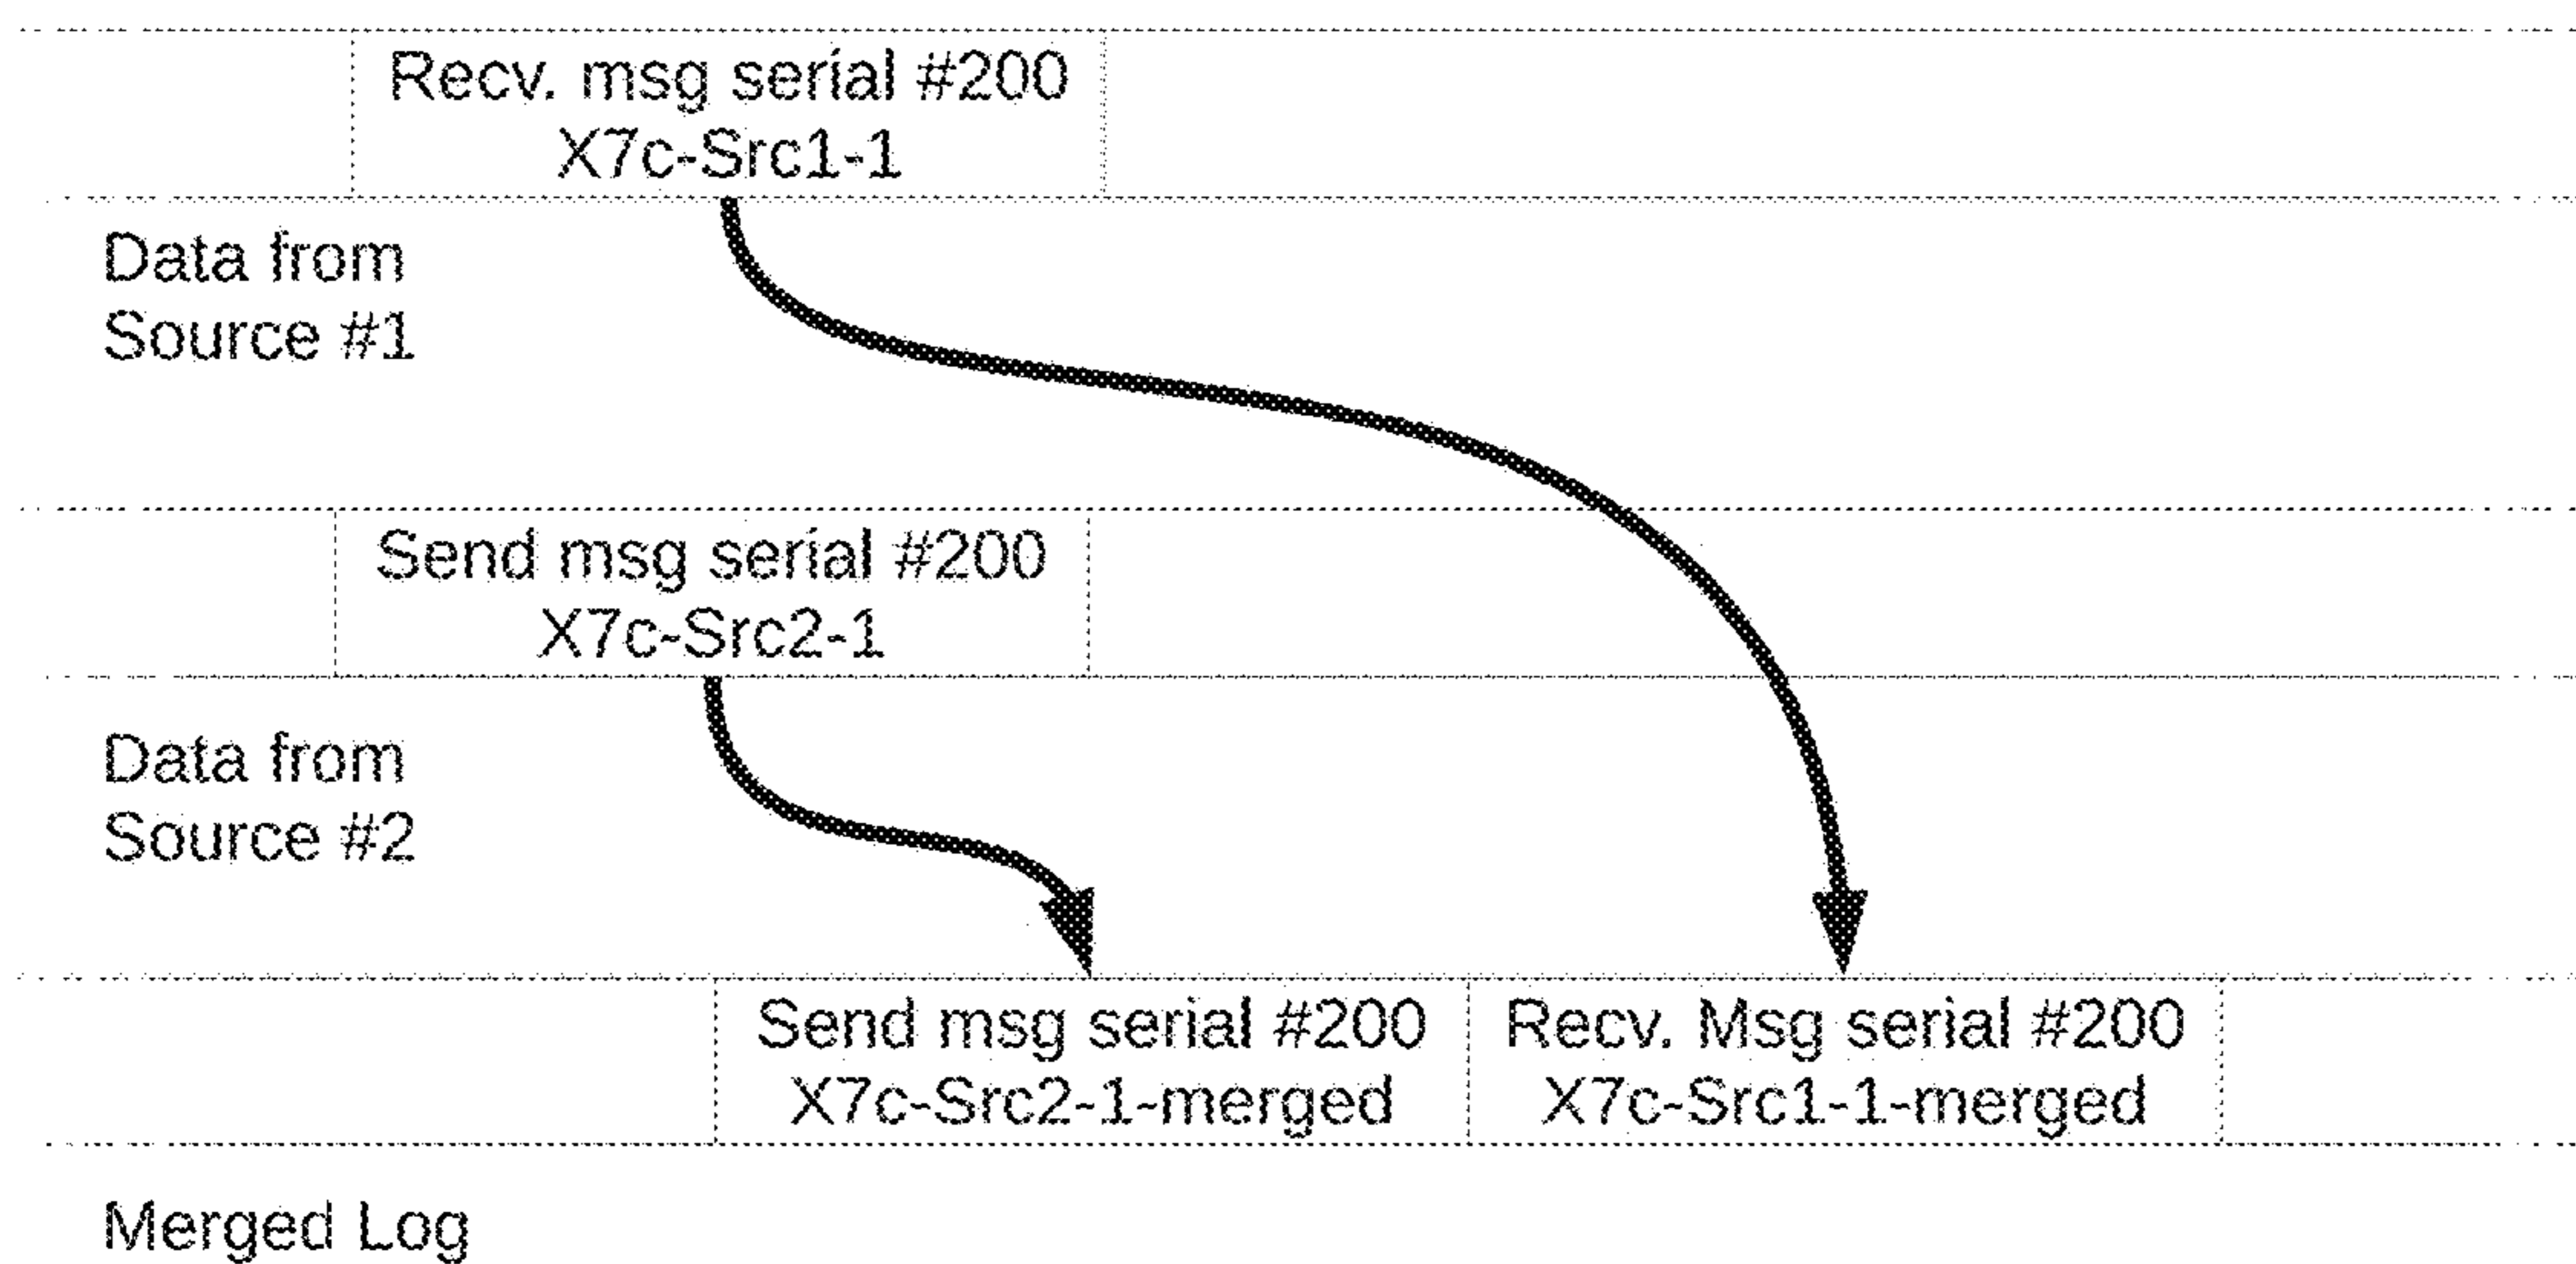 Recv. msg serial #200
X7c-Src1-1
Data from
Source #1
Send msg serial #200
X7c-Src2-1
Data from
Source #2
Send msg serial #200
X7c-Src2-1-merged
Recv. Msg serial #200
X7c-Src1-1-merged
Merged Log